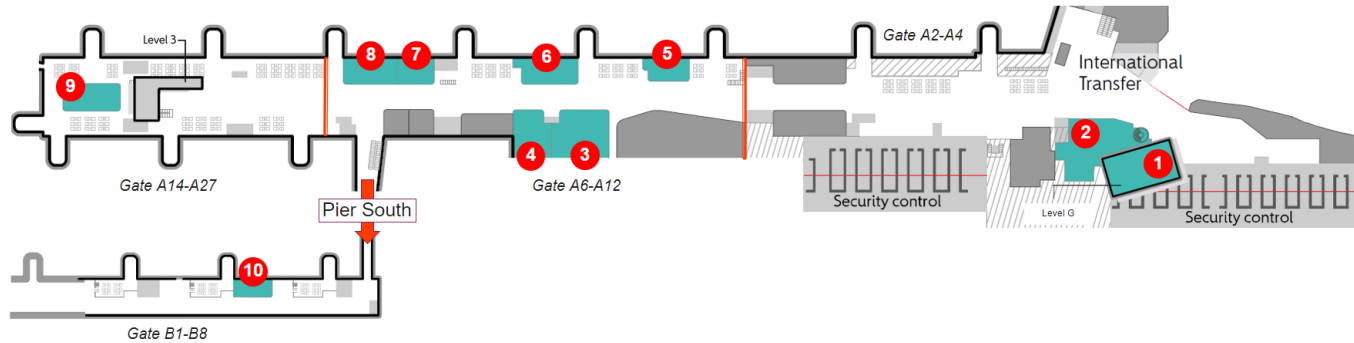 Gate A2-A4
Level 3
8
7
6
5
International
Transfer
9
2
4
3
1
Gate A14-A27
Gate A6-A12
Security control
Level G
Security control
Pier South
10
Gate B1-B8